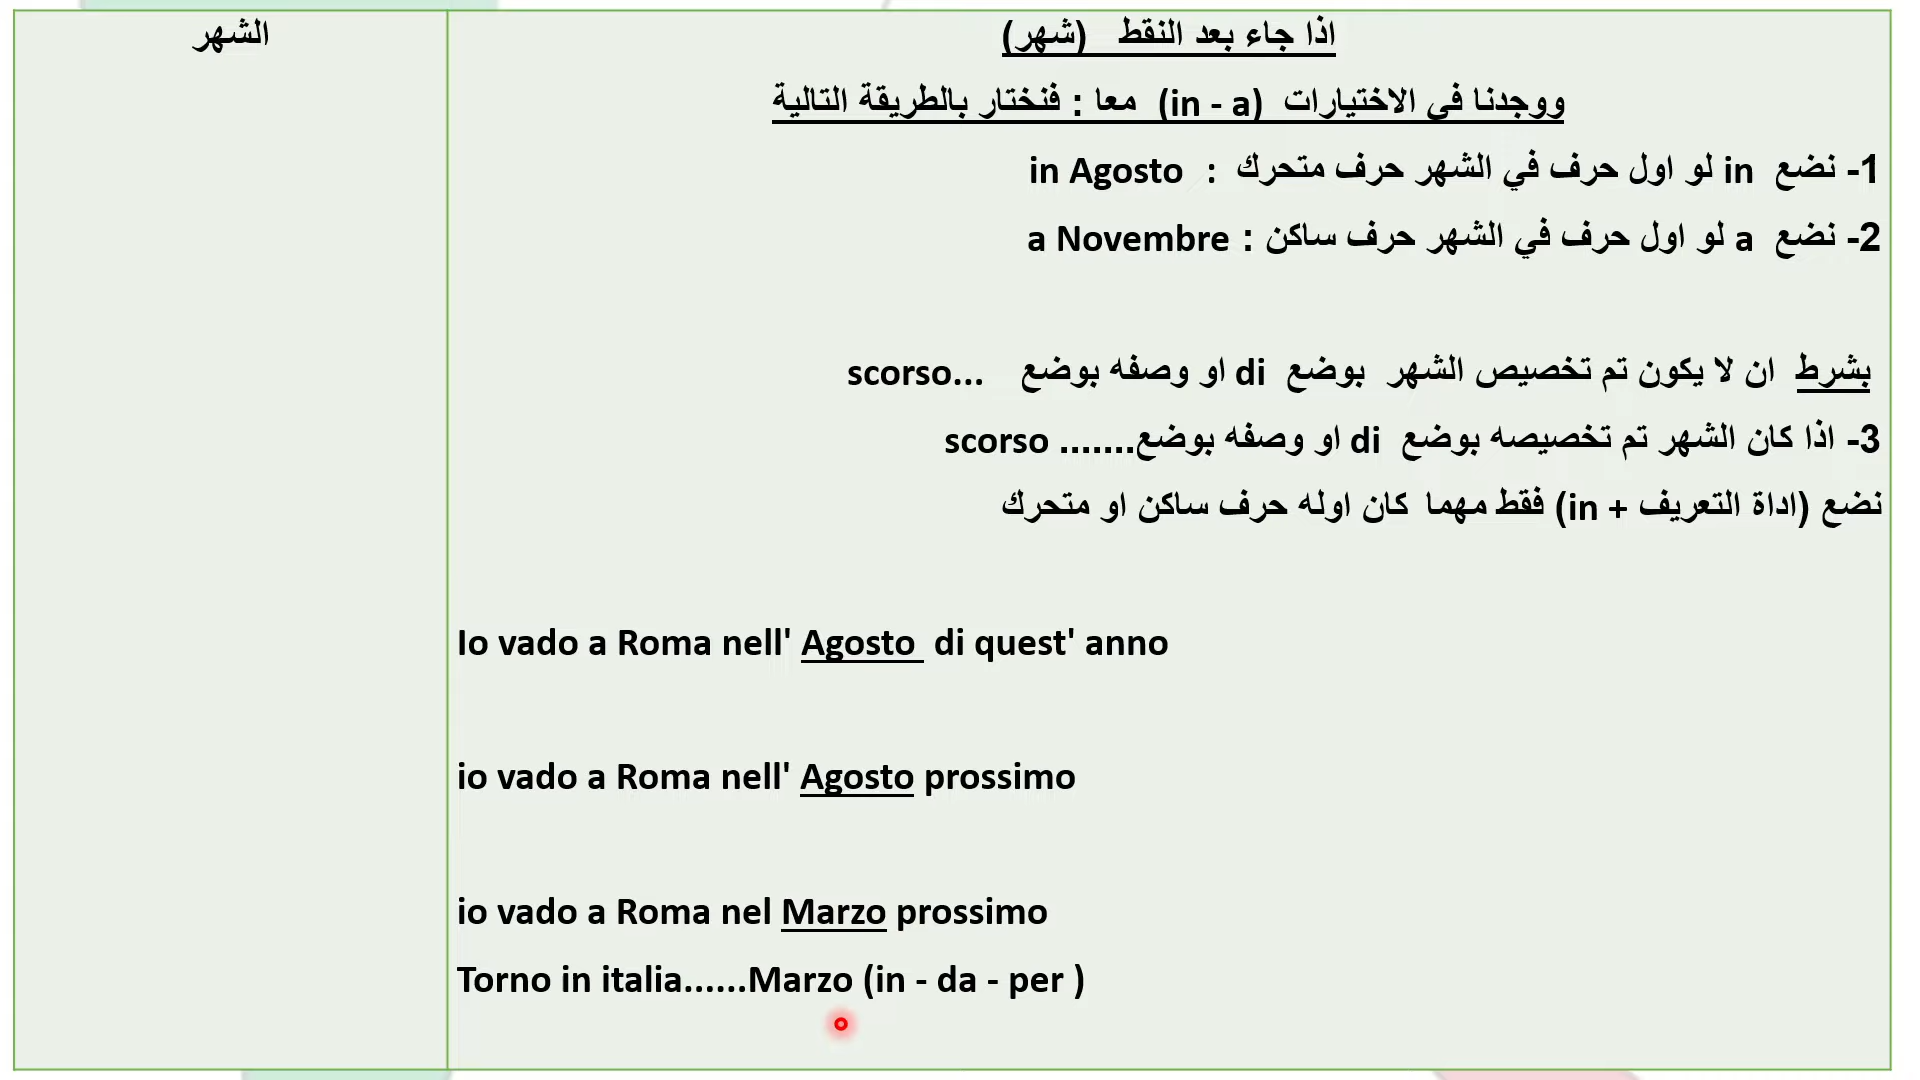 الشهر
اذا جاء بعد النقط (شهر)
ووجدنا في الاختيارات (in - a) معا : فنختار بالطريقة التالية
1- نضع in لو اول حرف في الشهر حرف متحرك : in Agosto
2- نضع a لو اول حرف في الشهر حرف ساكن : a Novembre
بشرط ان لا يكون تم تخصيص الشهر بوضع di او وصفه بوضع scorso...
3- اذا كان الشهر تم تخصيصه بوضع di او وصفه بوضع....... scorso
نضع (اداة التعريف + in) فقط مهما كان اوله حرف ساكن او متحرك
Io vado a Roma nell' Agosto di quest' anno
io vado a Roma nell' Agosto prossimo
io vado a Roma nel Marzo prossimo
Torno in italia......Marzo (in - da - per )